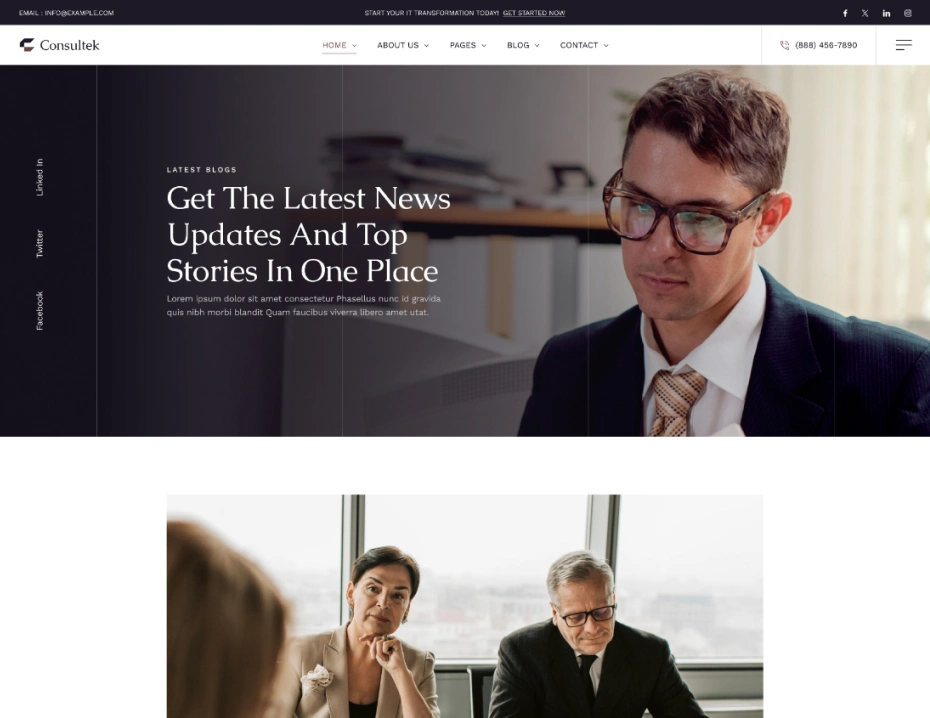 EMAIL : INFO@EXAMPLE.COM
START YOUR IT TRANSFORMATION TODAY! GET STARTED NOW
Consultek
HOME
ABOUT US
PAGES
BLOG
CONTACT
(888) 456-7890
Linked In
Twitter
Facebook
LATEST BLOGS
Get The Latest News
Updates And Top
Stories In One Place
Lorem ipsum dolor sit amet consectetur Phasellus nunc id gravida
quis nibh morbi blandit Quam faucibus viverra libero amet utat.